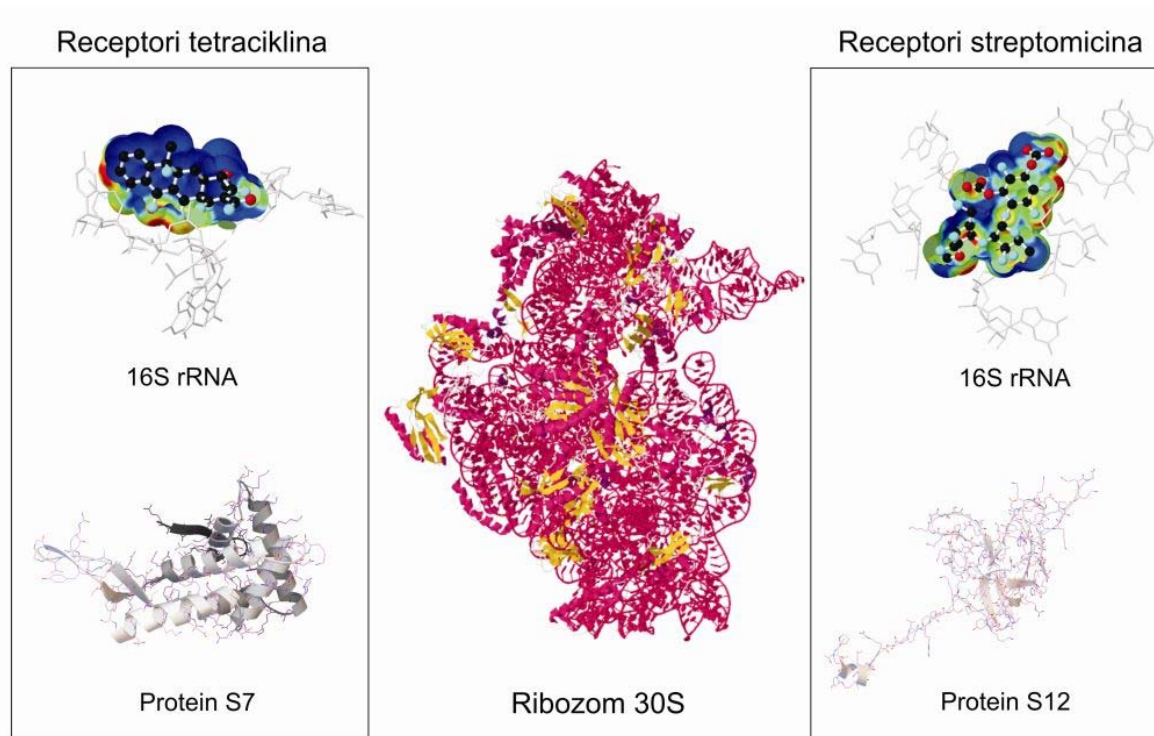 Receptori tetraciklina
Receptori streptomicina
16S rRNA
16S rRNA
Protein S7
Ribozom 30S
Protein S12